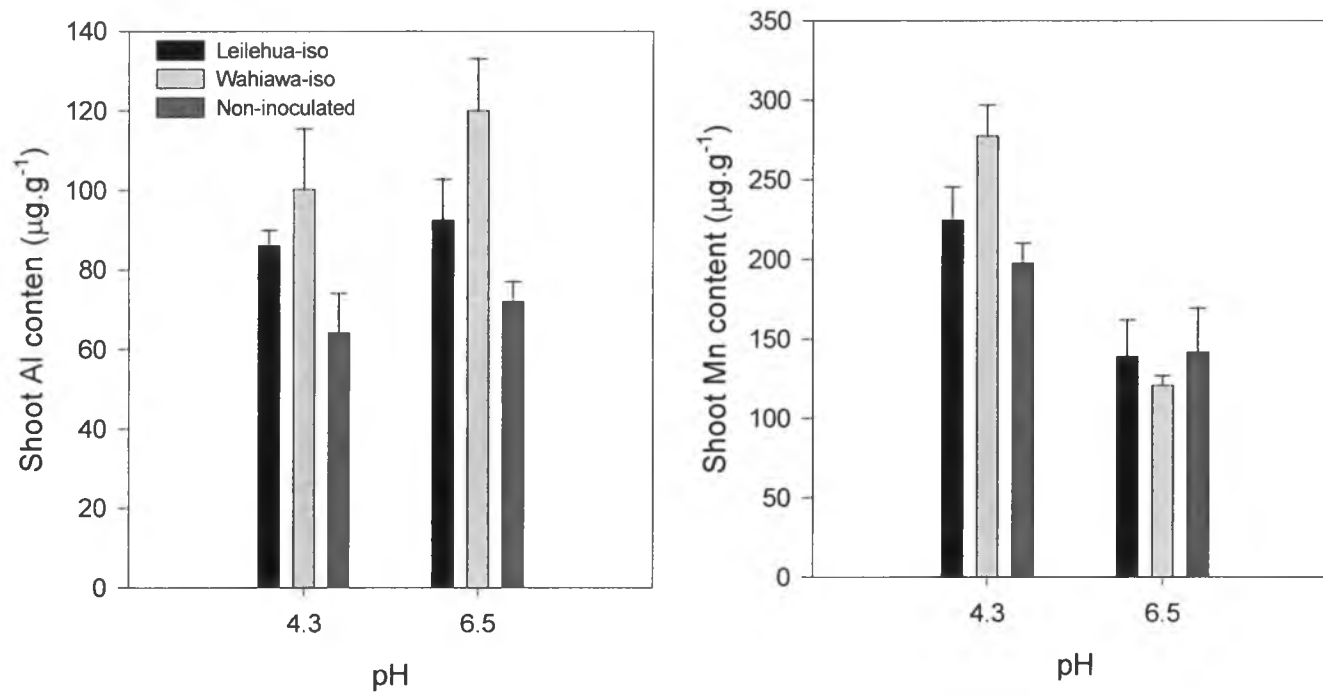 Shoot Al conten (µg.g-1)
140
120
100
80
60
40
20
0
Leilehua-iso
Wahiawa-iso
Non-inoculated
4.3
6.5
pH
Shoot Mn content (µg.g-1)
350
300
250
200
150
100
50
0
4.3
6.5
pH